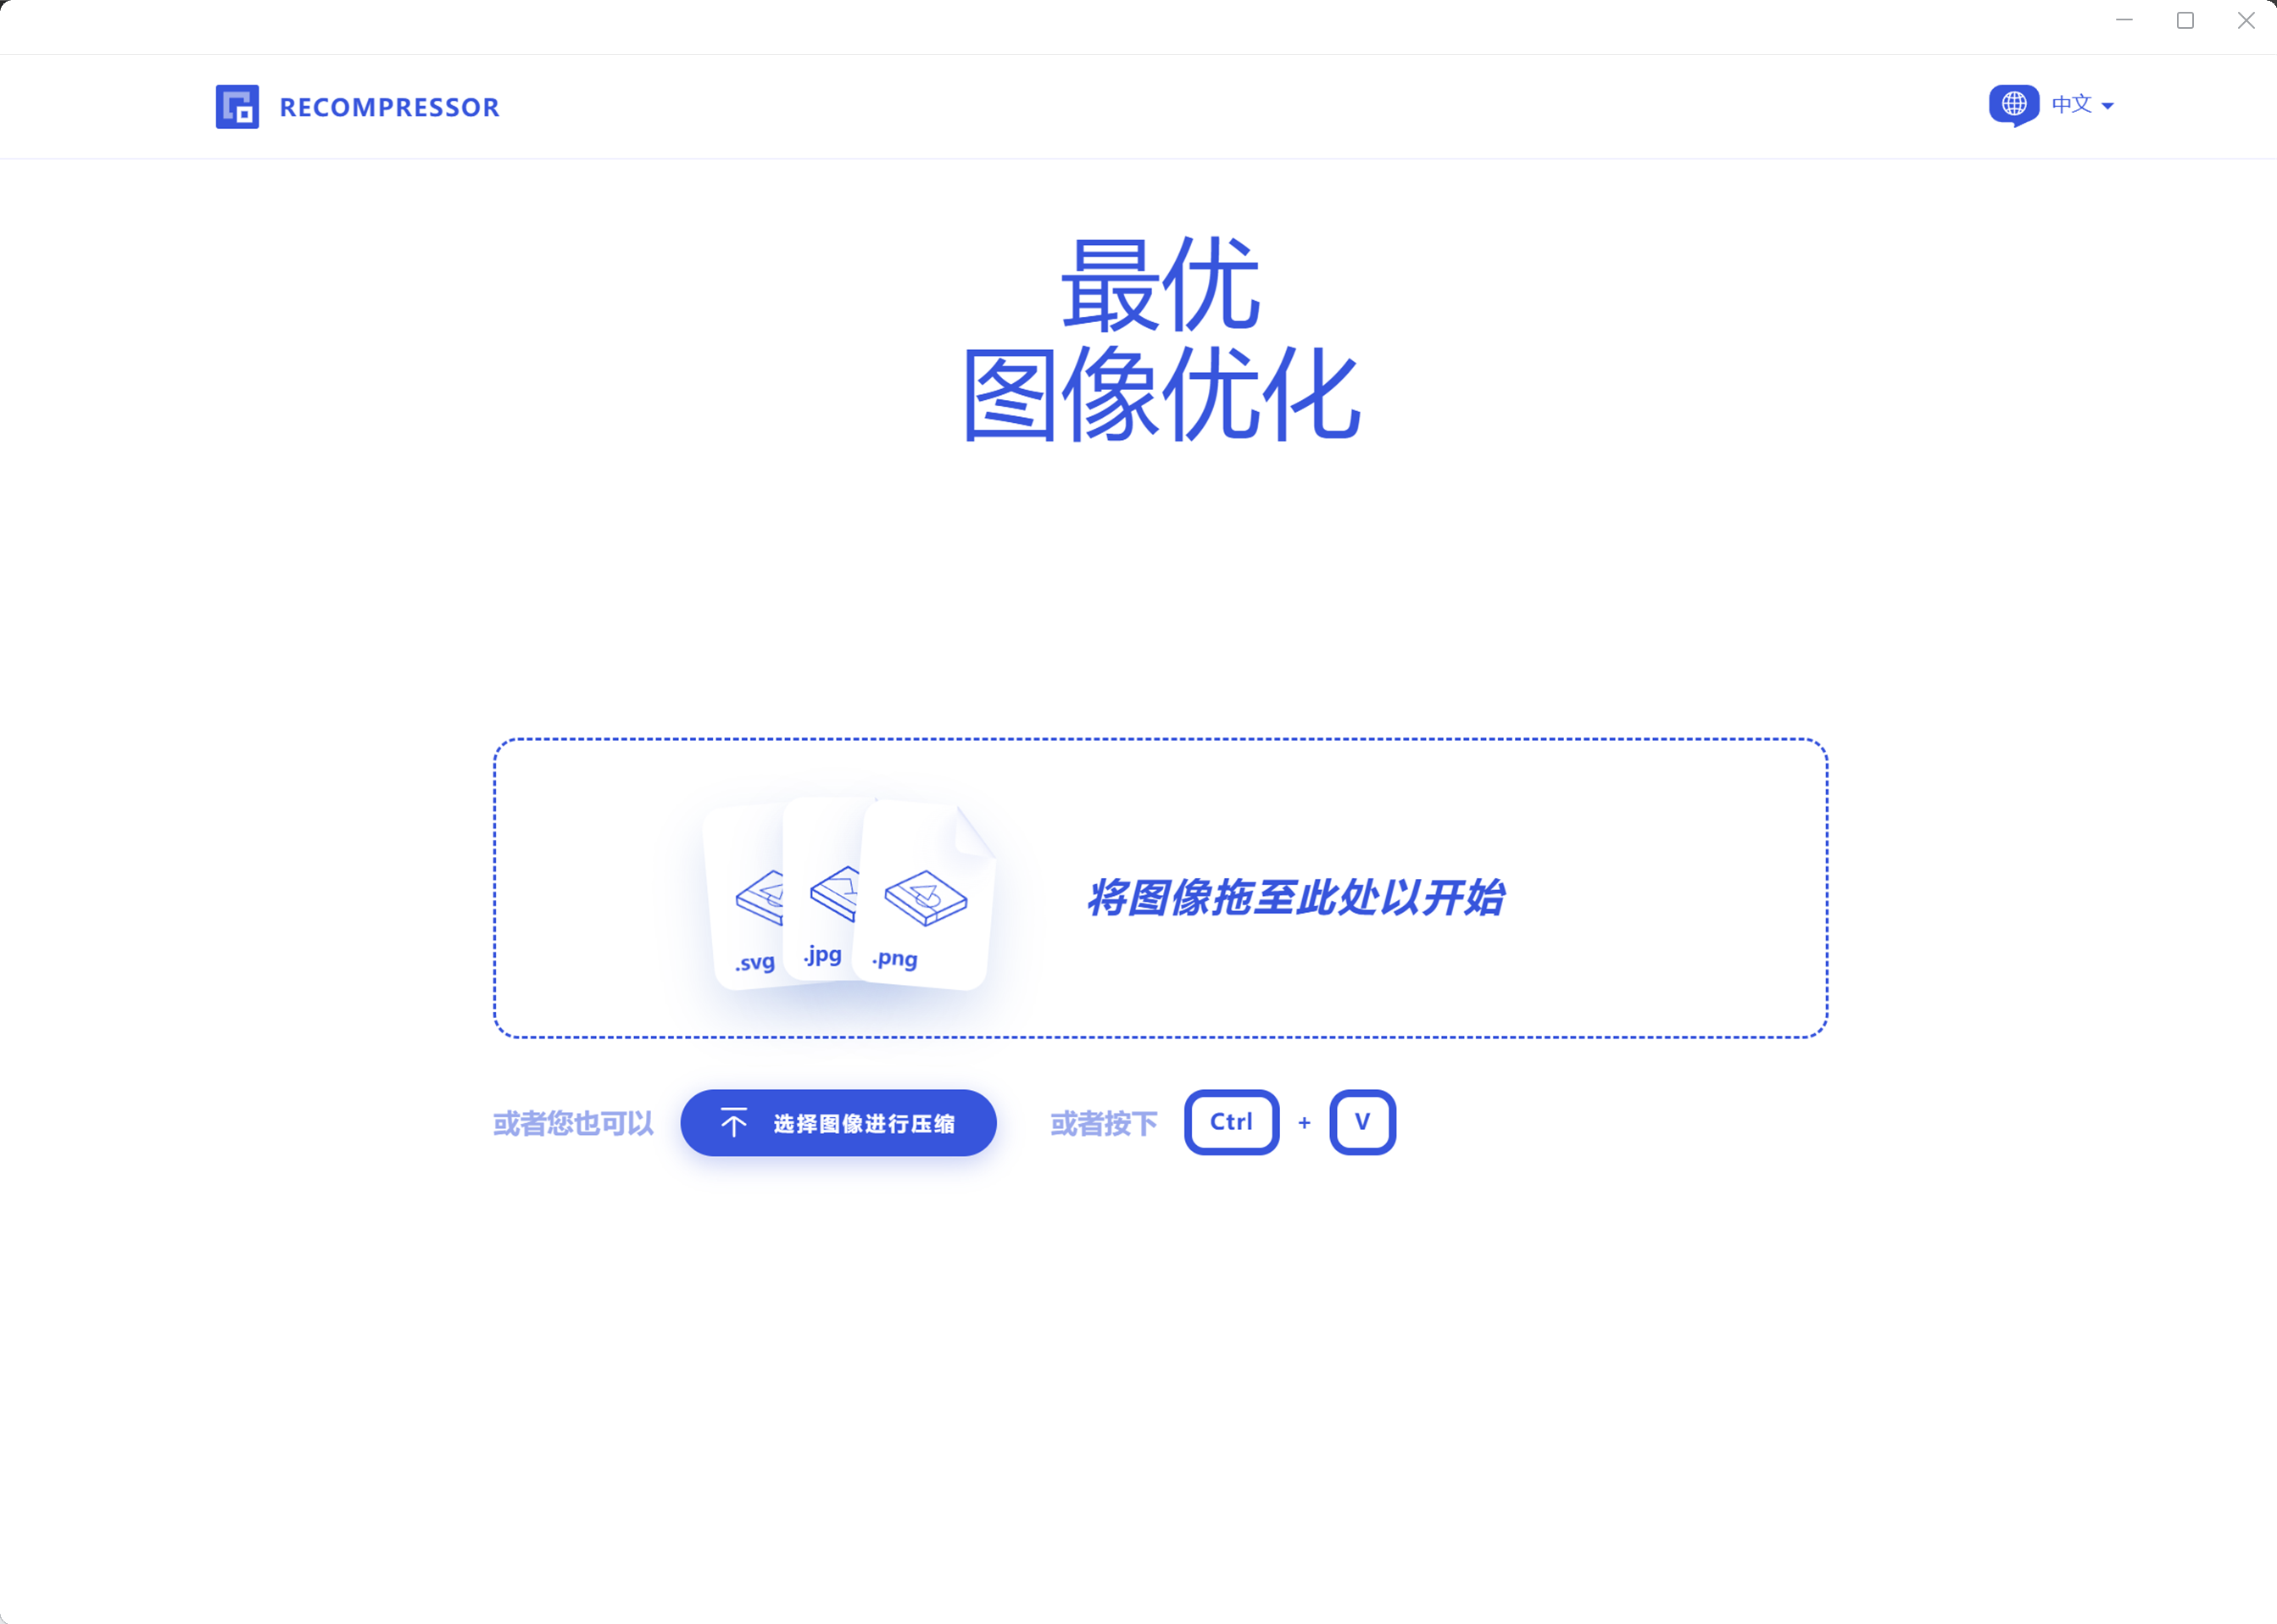 RECOMPRESSOR
中文
最优
图像优化
.svg
.jpg
.png
将图像拖至此处以开始
或者您也可以
选择图像进行压缩
或者按下
Ctrl + V